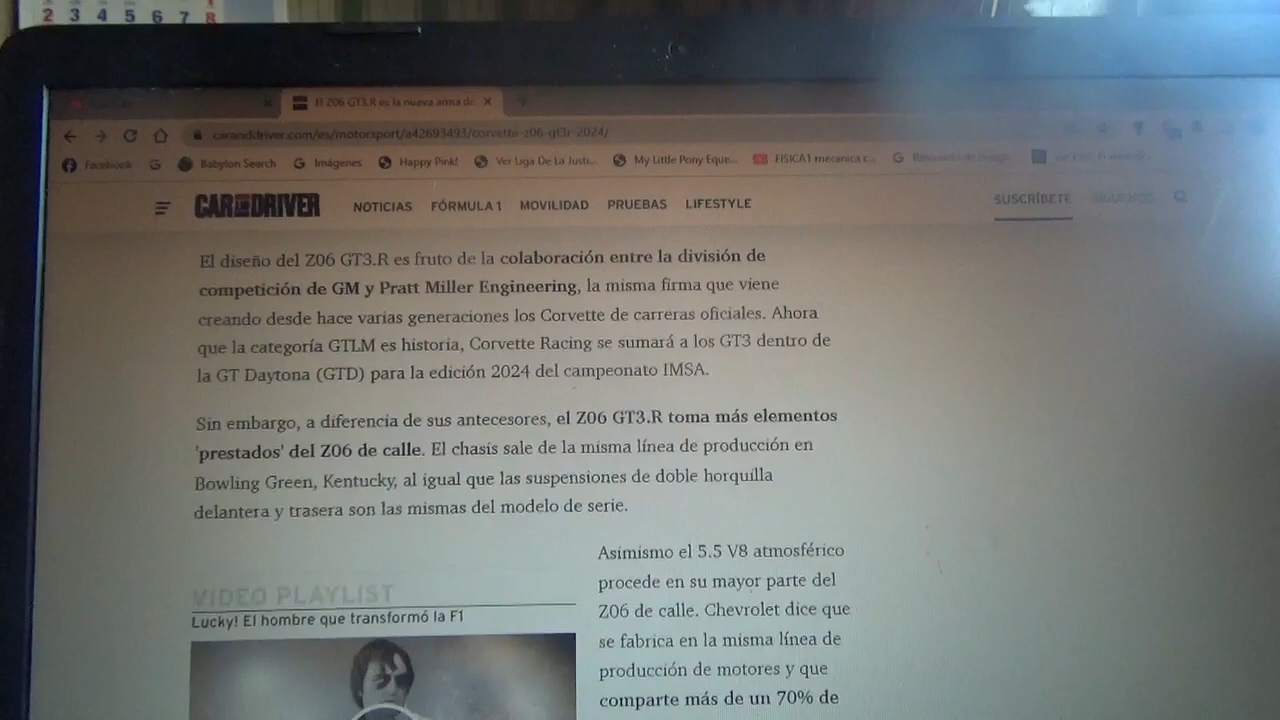 2 3 4 5 6 7 8
El Z06 GT3.R es la nueva arma de
caranddriver.com/es/motorsport/a42693493/corvette-z06-gt3r-2024/
Facebook Babylon Search Imágenes Happy Pink! Ver Liga De La Justi... My Little Pony Eque... FISICA1 mecanica c...
CAR AND DRIVER NOTICIAS FÓRMULA 1 MOVILIDAD PRUEBAS LIFESTYLE SUSCRÍBETE SÍGUENOS
El diseño del Z06 GT3.R es fruto de la colaboración entre la división de
competición de GM y Pratt Miller Engineering, la misma firma que viene
creando desde hace varias generaciones los Corvette de carreras oficiales. Ahora
que la categoría GTLM es historia, Corvette Racing se sumará a los GT3 dentro de
la GT Daytona (GTD) para la edición 2024 del campeonato IMSA.
Sin embargo, a diferencia de sus antecesores, el Z06 GT3.R toma más elementos
'prestados' del Z06 de calle. El chasis sale de la misma línea de producción en
Bowling Green, Kentucky, al igual que las suspensiones de doble horquilla
delantera y trasera son las mismas del modelo de serie.
VIDEO PLAYLIST
Lucky! El hombre que transformó la F1
Asimismo el 5.5 V8 atmosférico
procede en su mayor parte del
Z06 de calle. Chevrolet dice que
se fabrica en la misma línea de
producción de motores y que
comparte más de un 70% de